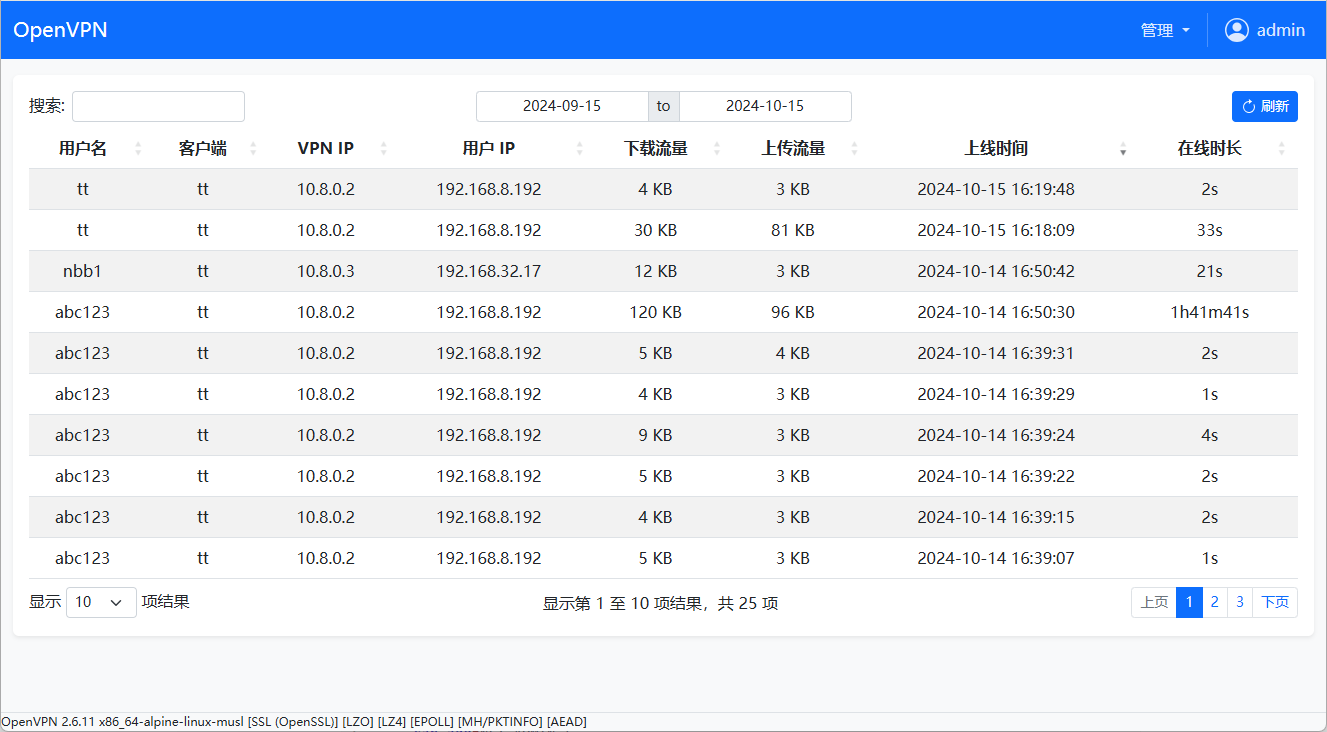 OpenVPN 管理 admin
搜索: 2024-09-15 to 2024-10-15 刷新
用户名 客户端 VPN IP 用户 IP 下载流量 上传流量 上线时间 在线时长
tt tt 10.8.0.2 192.168.8.192 4 KB 3 KB 2024-10-15 16:19:48 2s
tt tt 10.8.0.2 192.168.8.192 30 KB 81 KB 2024-10-15 16:18:09 33s
nbb1 tt 10.8.0.3 192.168.32.17 12 KB 3 KB 2024-10-14 16:50:42 21s
abc123 tt 10.8.0.2 192.168.8.192 120 KB 96 KB 2024-10-14 16:50:30 1h41m41s
abc123 tt 10.8.0.2 192.168.8.192 5 KB 4 KB 2024-10-14 16:39:31 2s
abc123 tt 10.8.0.2 192.168.8.192 4 KB 3 KB 2024-10-14 16:39:29 1s
abc123 tt 10.8.0.2 192.168.8.192 9 KB 3 KB 2024-10-14 16:39:24 4s
abc123 tt 10.8.0.2 192.168.8.192 5 KB 3 KB 2024-10-14 16:39:22 2s
abc123 tt 10.8.0.2 192.168.8.192 4 KB 3 KB 2024-10-14 16:39:15 2s
abc123 tt 10.8.0.2 192.168.8.192 5 KB 3 KB 2024-10-14 16:39:07 1s
显示 10 项结果 显示第 1 至 10 项结果，共 25 项 上页 1 2 3 下页
OpenVPN 2.6.11 x86_64-alpine-linux-musl [SSL (OpenSSL)] [LZO] [LZ4] [EPOLL] [MH/PKTINFO] [AEAD]